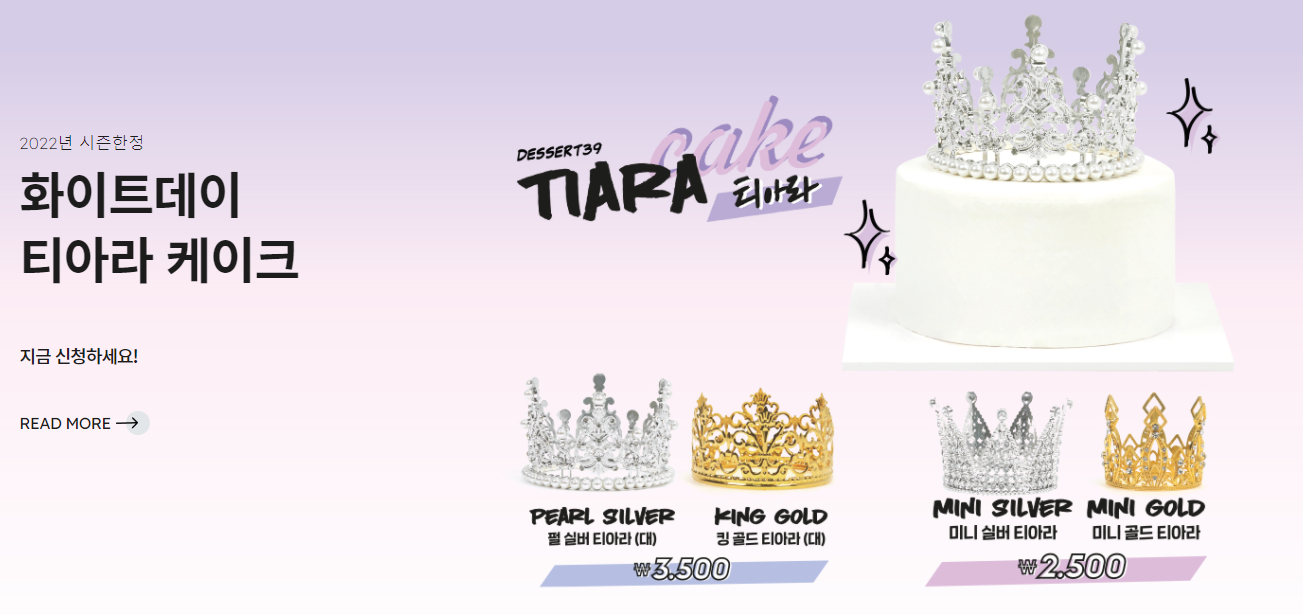 2022년 시즌한정
화이트데이
티아라 케이크
지금 신청하세요!
READ MORE
cake
DESSERT39
TIARA 티아라
PEARL SILVER
펄 실버 티아라 (대)
KING GOLD
킹 골드 티아라 (대)
₩3.500
MINI SILVER
미니 실버 티아라
MINI GOLD
미니 골드 티아라
₩2.500